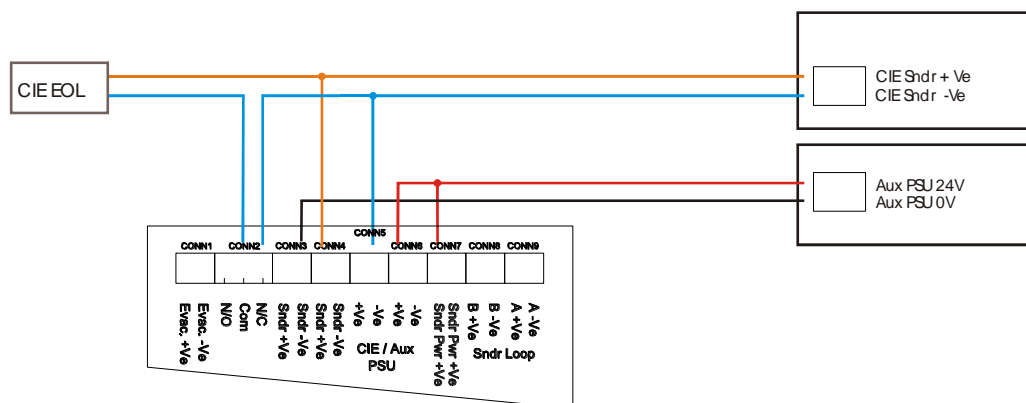 CIE EOL
CIE Sndr + Ve
CIE Sndr -Ve
Aux PSU 24V
Aux PSU 0V
CONN1
CONN2
CONN3
CONN4
CONN5
CONN6
CONN7
CONN8
CONN9
Evac. +Ve
Evac. -Ve
N/O
Com
N/C
Sndr +Ve
Sndr -Ve
Sndr +Ve
Sndr -Ve
+Ve
-Ve
+Ve
-Ve
Sndr Pwr +Ve
Sndr Pwr +Ve
B +Ve
B -Ve
A +Ve
A -Ve
CIE / Aux
PSU
Sndr Loop